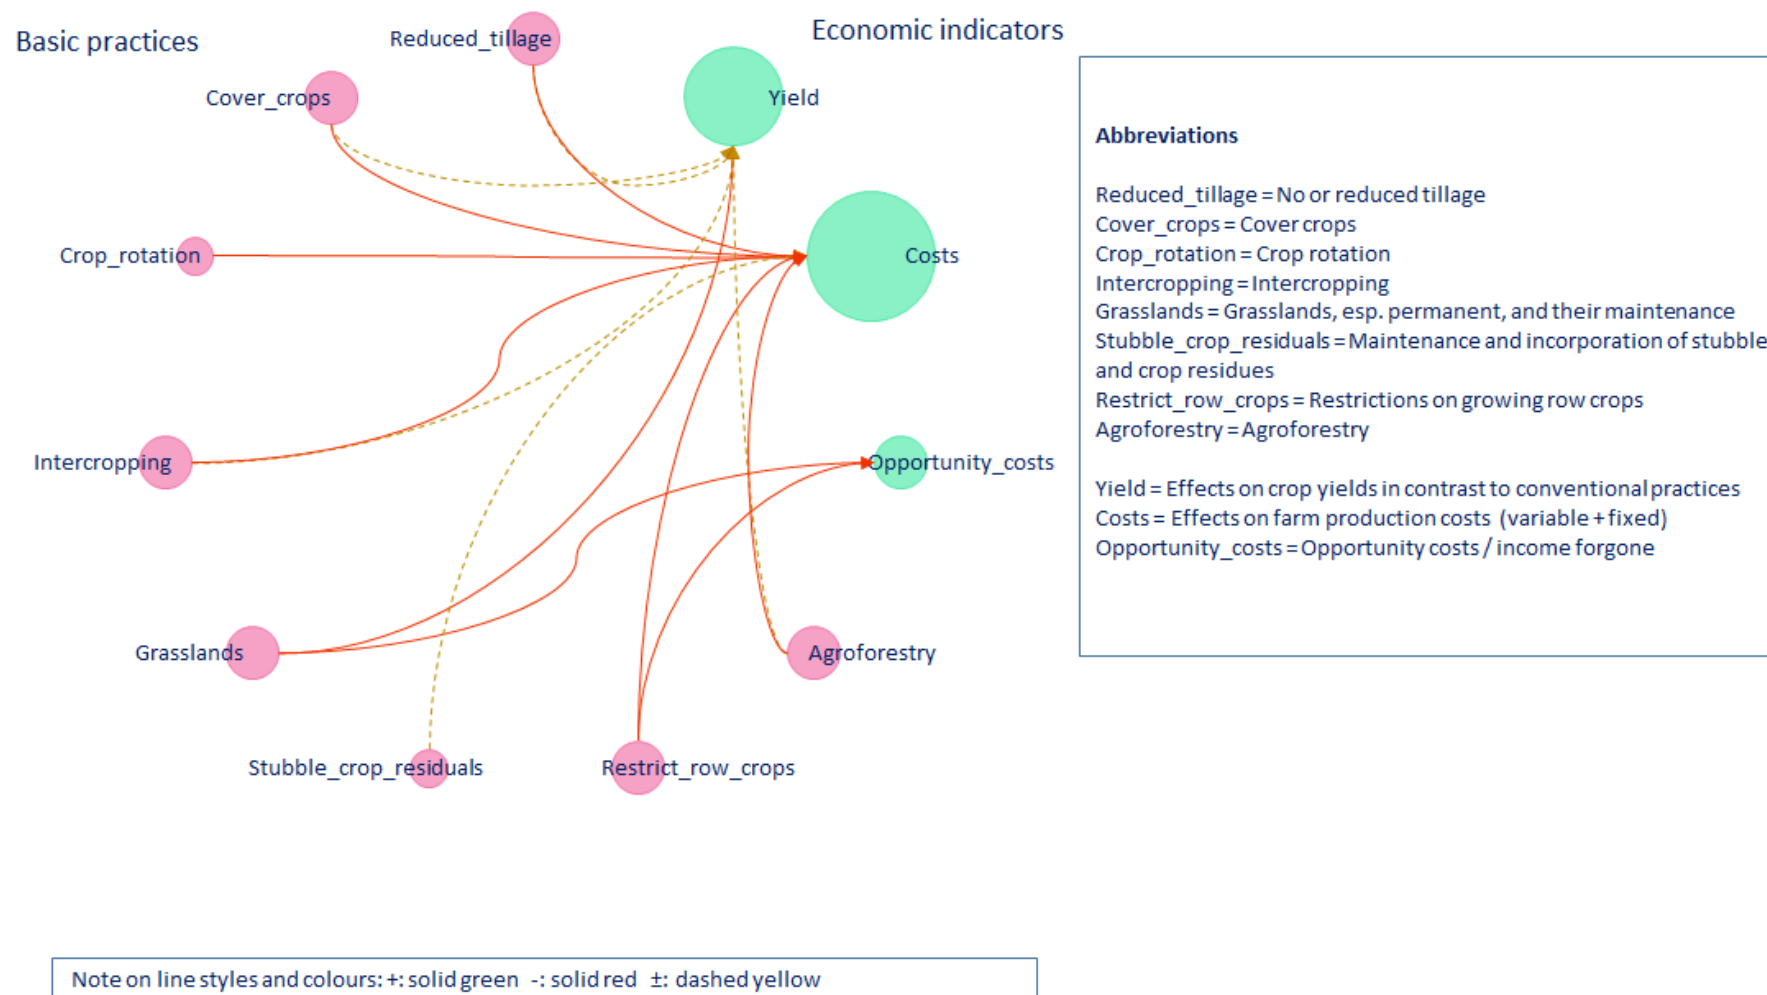 Basic practices
Reduced_tillage
Economic indicators
Cover_crops
Yield
Crop_rotation
Costs
Intercropping
Opportunity_costs
Grasslands
Agroforestry
Stubble_crop_residuals
Restrict_row_crops
Abbreviations
Reduced_tillage = No or reduced tillage
Cover_crops = Cover crops
Crop_rotation = Crop rotation
Intercropping = Intercropping
Grasslands = Grasslands, esp. permanent, and their maintenance
Stubble_crop_residuals = Maintenance and incorporation of stubble
and crop residues
Restrict_row_crops = Restrictions on growing row crops
Agroforestry = Agroforestry
Yield = Effects on crop yields in contrast to conventional practices
Costs = Effects on farm production costs (variable + fixed)
Opportunity_costs = Opportunity costs / income forgone
Note on line styles and colours: +: solid green -: solid red ±: dashed yellow